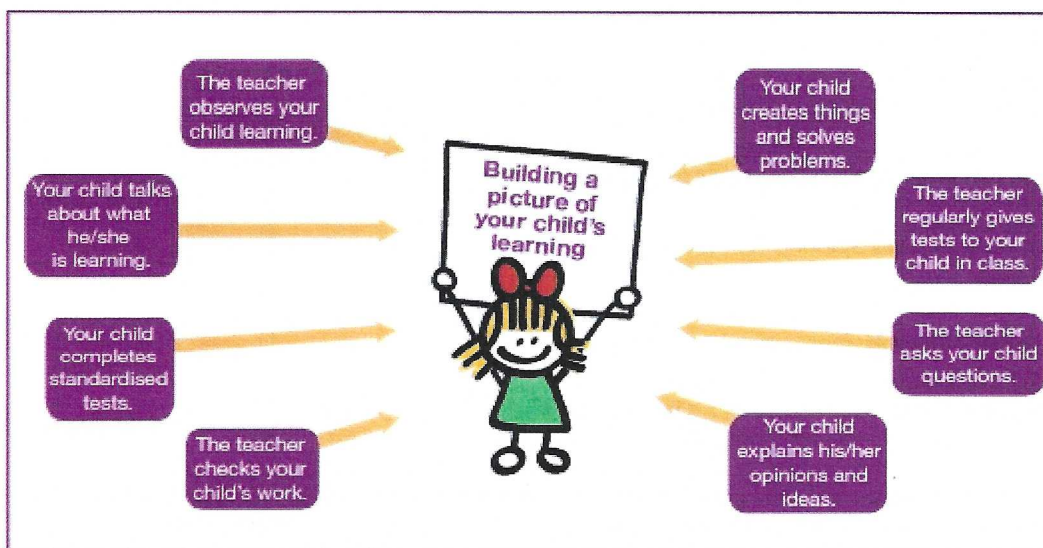 The teacher
observes your
child learning.
Your child talks
about what
he/she
is learning.
Your child
completes
standardised
tests.
The teacher
checks your
child's work.
Building a
picture of
your child's
learning
Your child
creates things
and solves
problems.
The teacher
regularly gives
tests to your
child in class.
The teacher
asks your child
questions.
Your child
explains his/her
opinions and
ideas.